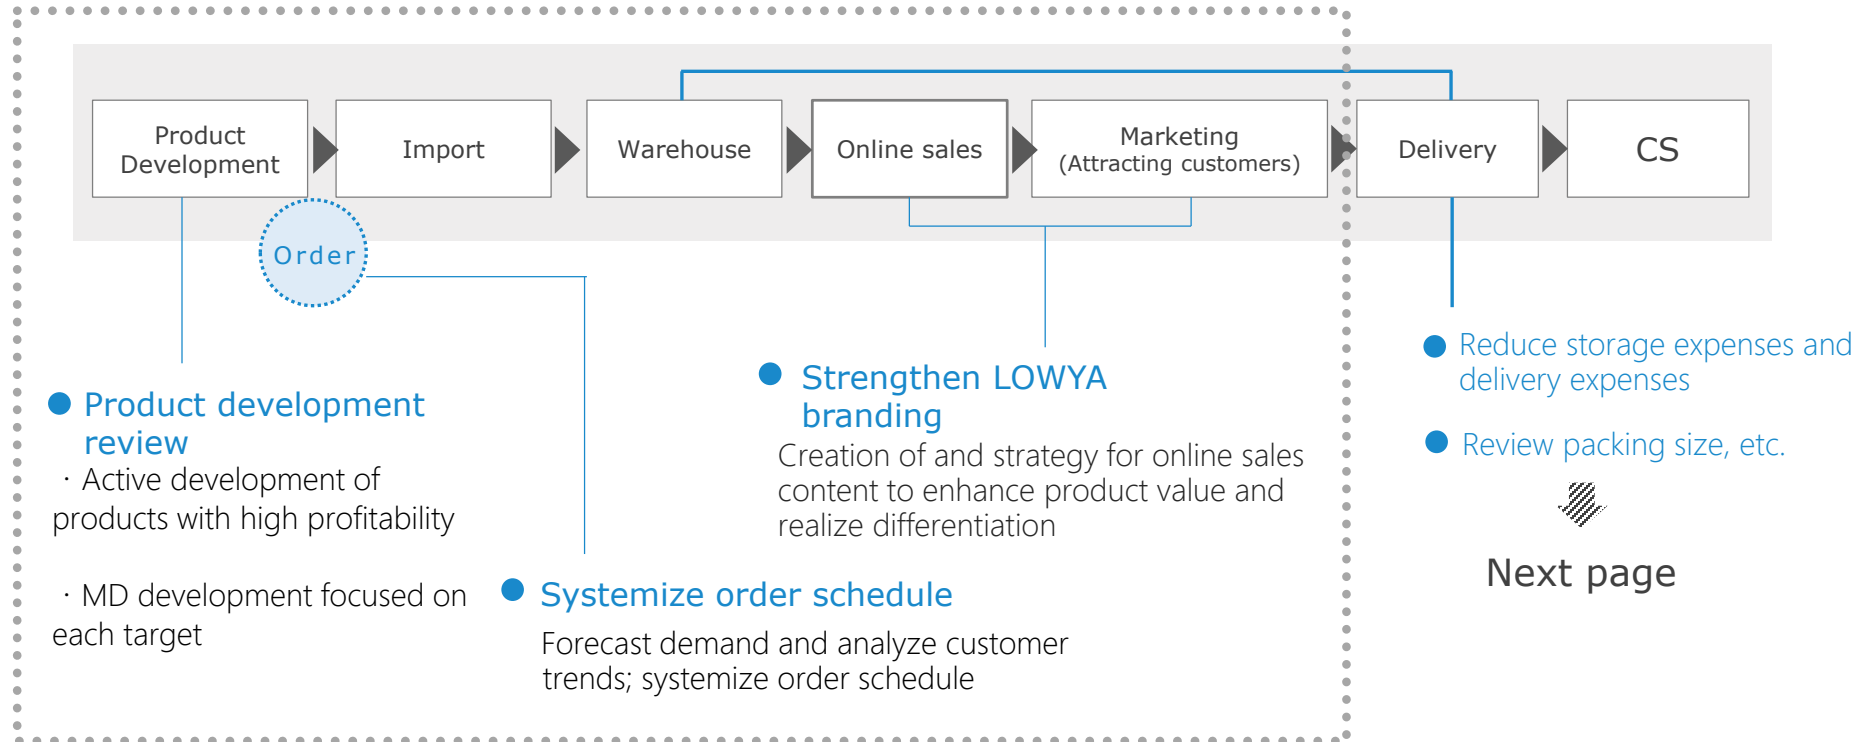 Product
Development
Import
Warehouse
Online sales
Marketing
(Attracting customers)
Delivery
CS
Order
Product development
review
・Active development of
products with high profitability
・MD development focused on
each target
Systemize order schedule
Forecast demand and analyze customer
trends; systemize order schedule
Strengthen LOWYA
branding
Creation of and strategy for online sales
content to enhance product value and
realize differentiation
Reduce storage expenses and
delivery expenses
Review packing size, etc.
Next page